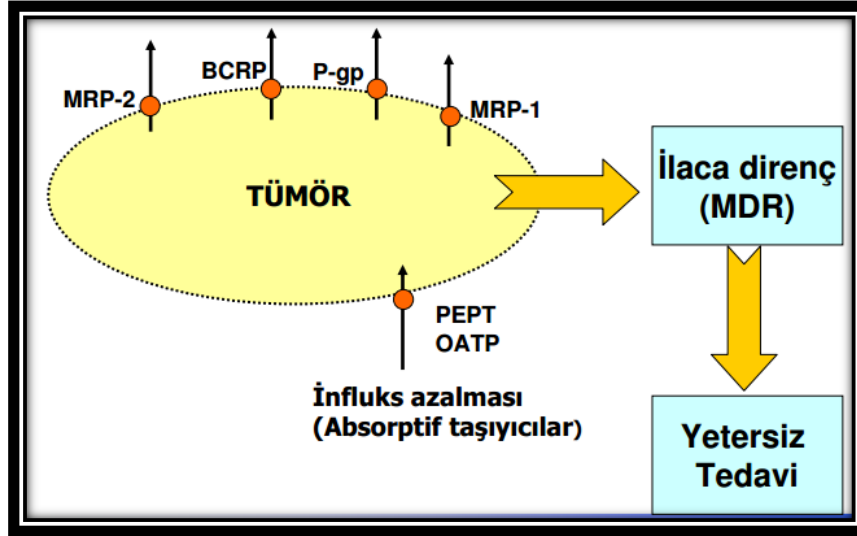 BCRP
P-gp
MRP-2
MRP-1
TÜMÖR
İlaca direnç
(MDR)
PEPT
OATP
İnfluks azalması
(Absorptif taşıyıcılar)
Yetersiz
Tedavi